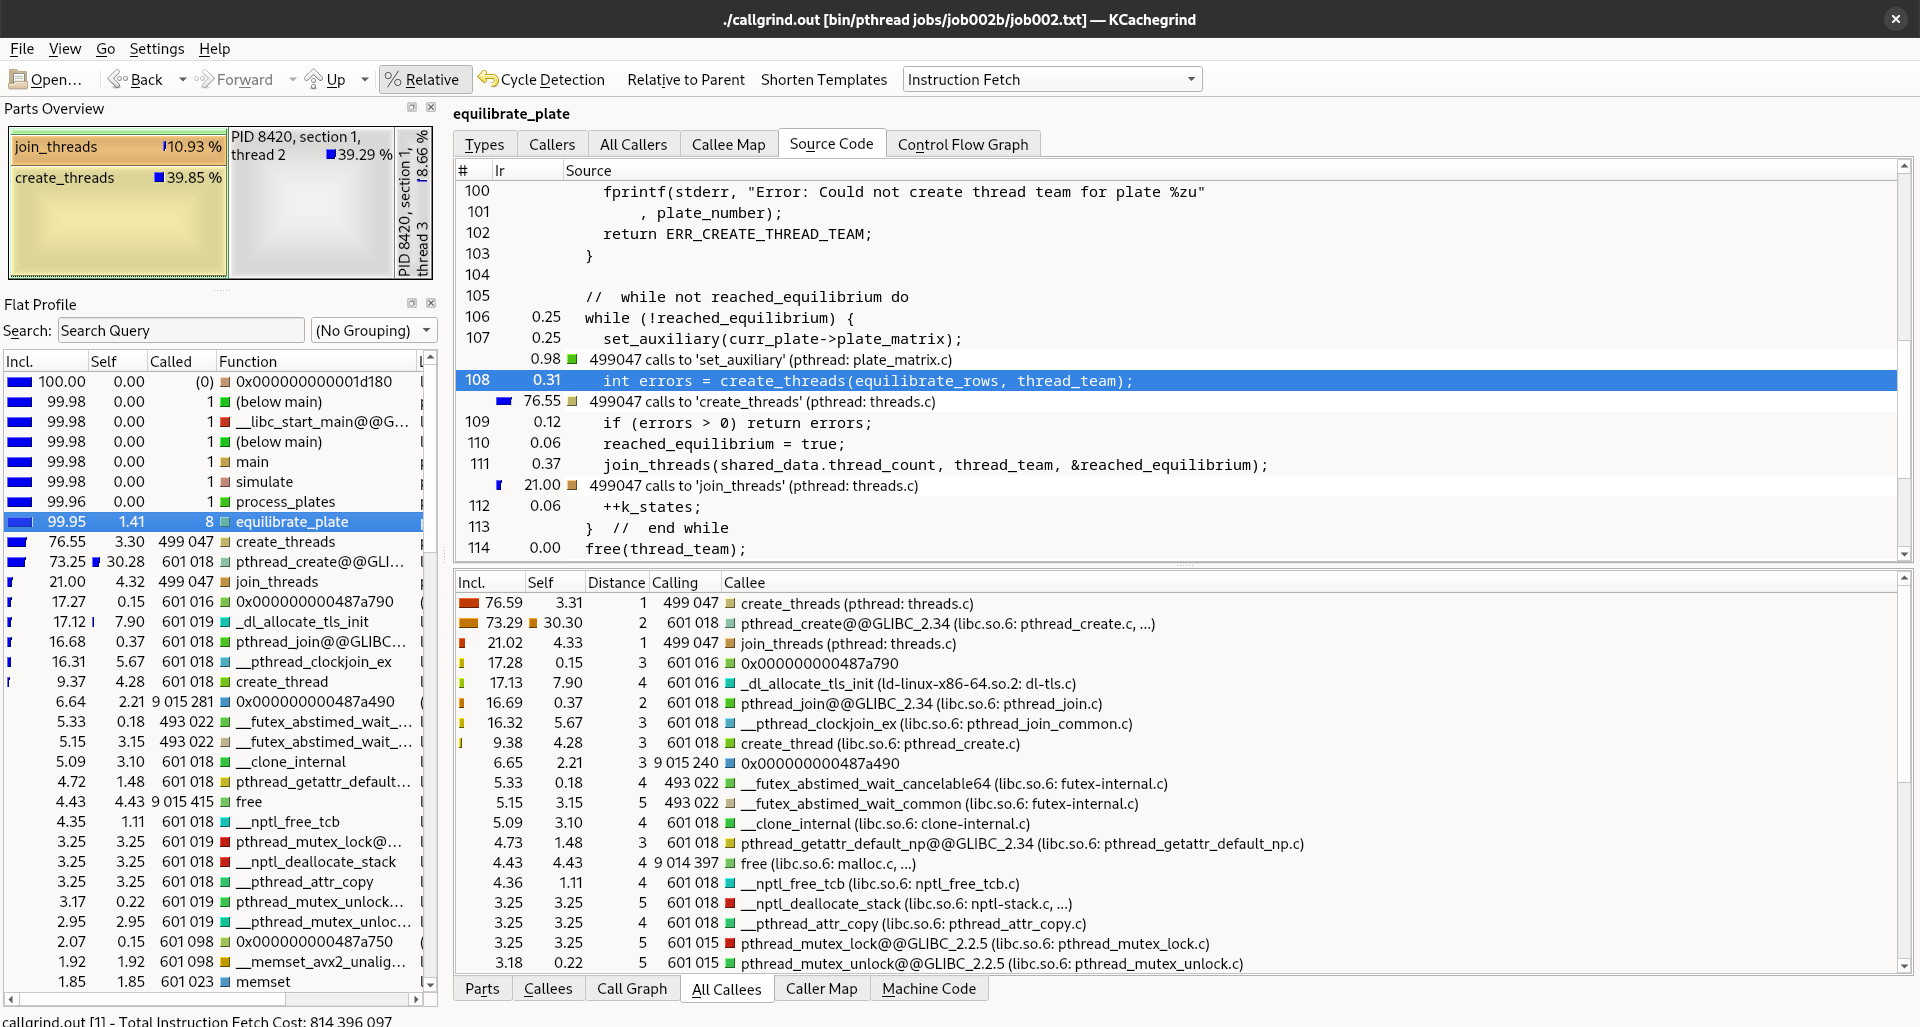 ./callgrind.out [bin/pthread jobs/job002b/job002.txt] — KCachegrind
File View Go Settings Help
Open... Back Forward Up Relative Cycle Detection Relative to Parent Shorten Templates Instruction Fetch
Parts Overview
join_threads 10.93 %
create_threads 39.85 %
PID 8420, section 1,
thread 2 39.29 %
PID 8420, section 1,
thread 3 8.66 %
Flat Profile
Search: Search Query (No Grouping)
Incl. Self Called Function
100.00 0.00 (0) 0x000000000001d180
99.98 0.00 1 (below main)
99.98 0.00 1 __libc_start_main@@G...
99.98 0.00 1 (below main)
99.98 0.00 1 main
99.98 0.00 1 simulate
99.96 0.00 1 process_plates
99.95 1.41 8 equilibrate_plate
76.55 3.30 499 047 create_threads
73.25 30.28 601 018 pthread_create@@GLI...
21.00 4.32 499 047 join_threads
17.27 0.15 601 016 0x000000000487a790
17.12 7.90 601 019 _dl_allocate_tls_init
16.68 0.37 601 018 pthread_join@@GLIBC...
16.31 5.67 601 018 __pthread_clockjoin_ex
9.37 4.28 601 018 create_thread
6.64 2.21 9 015 281 0x000000000487a490
5.33 0.18 493 022 __futex_abstimed_wait_...
5.15 3.15 493 022 __futex_abstimed_wait_...
5.09 3.10 601 018 __clone_internal
4.72 1.48 601 018 pthread_getattr_default...
4.43 4.43 9 015 415 free
4.35 1.11 601 018 __nptl_free_tcb
3.25 3.25 601 019 pthread_mutex_lock@...
3.25 3.25 601 018 __nptl_deallocate_stack
3.25 3.25 601 018 __pthread_attr_copy
3.17 0.22 601 019 pthread_mutex_unlock...
2.95 2.95 601 019 __pthread_mutex_unloc...
2.07 0.15 601 098 0x000000000487a750
1.92 1.92 601 098 __memset_avx2_unalig...
1.85 1.85 601 023 memset
callgrind.out [1] - Total Instruction Fetch Cost: 814 396 097
equilibrate_plate
Types Callers All Callers Callee Map Source Code Control Flow Graph
# Ir Source
100 fprintf(stderr, "Error: Could not create thread team for plate %zu"
101 , plate_number);
102 return ERR_CREATE_THREAD_TEAM;
103 }
104
105 //  while not reached_equilibrium do
106 0.25 while (!reached_equilibrium) {
107 0.25 set_auxiliary(curr_plate->plate_matrix);
0.98 499047 calls to 'set_auxiliary' (pthread: plate_matrix.c)
108 0.31 int errors = create_threads(equilibrate_rows, thread_team);
76.55 499047 calls to 'create_threads' (pthread: threads.c)
109 0.12 if (errors > 0) return errors;
110 0.06 reached_equilibrium = true;
111 0.37 join_threads(shared_data.thread_count, thread_team, &reached_equilibrium);
21.00 499047 calls to 'join_threads' (pthread: threads.c)
112 0.06 ++k_states;
113 }  //  end while
114 0.00 free(thread_team);
Incl. Self Distance Calling Callee
76.59 3.31 1 499 047 create_threads (pthread: threads.c)
73.29 30.30 2 601 018 pthread_create@@GLIBC_2.34 (libc.so.6: pthread_create.c, ...)
21.02 4.33 1 499 047 join_threads (pthread: threads.c)
17.28 0.15 3 601 016 0x000000000487a790
17.13 7.90 4 601 016 _dl_allocate_tls_init (ld-linux-x86-64.so.2: dl-tls.c)
16.69 0.37 2 601 018 pthread_join@@GLIBC_2.34 (libc.so.6: pthread_join.c)
16.32 5.67 3 601 018 __pthread_clockjoin_ex (libc.so.6: pthread_join_common.c)
9.38 4.28 3 601 018 create_thread (libc.so.6: pthread_create.c)
6.65 2.21 3 9 015 240 0x000000000487a490
5.33 0.18 4 493 022 __futex_abstimed_wait_cancelable64 (libc.so.6: futex-internal.c)
5.15 3.15 5 493 022 __futex_abstimed_wait_common (libc.so.6: futex-internal.c)
5.09 3.10 4 601 018 __clone_internal (libc.so.6: clone-internal.c)
4.73 1.48 3 601 018 pthread_getattr_default_np@@GLIBC_2.34 (libc.so.6: pthread_getattr_default_np.c)
4.43 4.43 4 9 014 397 free (libc.so.6: malloc.c, ...)
4.36 1.11 4 601 018 __nptl_free_tcb (libc.so.6: nptl_free_tcb.c)
3.25 3.25 5 601 018 __nptl_deallocate_stack (libc.so.6: nptl-stack.c, ...)
3.25 3.25 4 601 018 __pthread_attr_copy (libc.so.6: pthread_attr_copy.c)
3.25 3.25 5 601 015 pthread_mutex_lock@@GLIBC_2.2.5 (libc.so.6: pthread_mutex_lock.c)
3.18 0.22 5 601 015 pthread_mutex_unlock@@GLIBC_2.2.5 (libc.so.6: pthread_mutex_unlock.c)
Parts Callees Call Graph All Callees Caller Map Machine Code